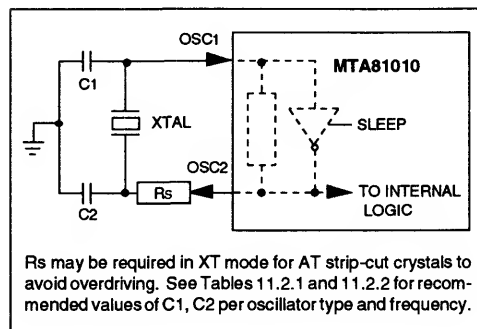 OSC1
MTA81010
C1
XTAL
SLEEP
OSC2
C2
Rs
TO INTERNAL
LOGIC
Rs may be required in XT mode for AT strip-cut crystals to
avoid overdriving. See Tables 11.2.1 and 11.2.2 for recom-
mended values of C1, C2 per oscillator type and frequency.